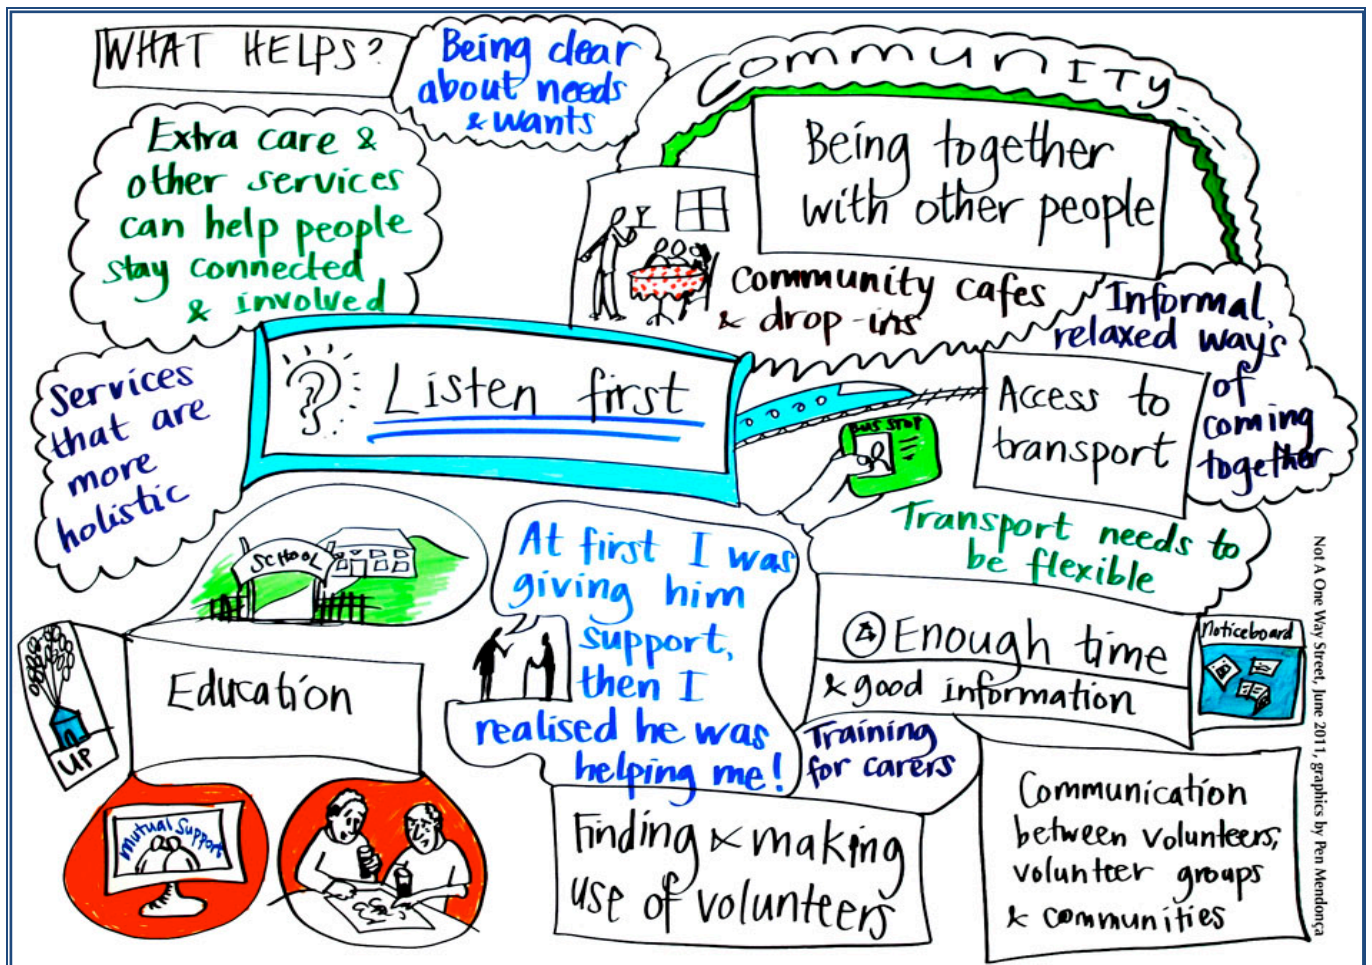 WHAT HELPS?
Being clear
about needs
& wants
COMMUNITY
Extra care &
other services
can help people
stay connected
& involved
Being together
with other people
Community cafes
& drop-ins
Informal,
relaxed ways
of
coming
together
Services
that are
more
holistic
?
Listen first
BUS STOP
Access to
transport
Transport needs to
be flexible
SCHOOL
At first I was
giving him
support,
then I
realised he was
helping me!
Enough time
& good information
Noticeboard
UP
Education
Training
for carers
Mutual Support
Finding & making
use of volunteers
Communication
between volunteers,
volunteer groups
& communities
Not A One Way Street, June 2011, graphics by Pen Mendonça